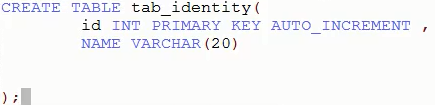 CREATE TABLE tab_identity(
id INT PRIMARY KEY AUTO_INCREMENT ,
NAME VARCHAR(20)
);